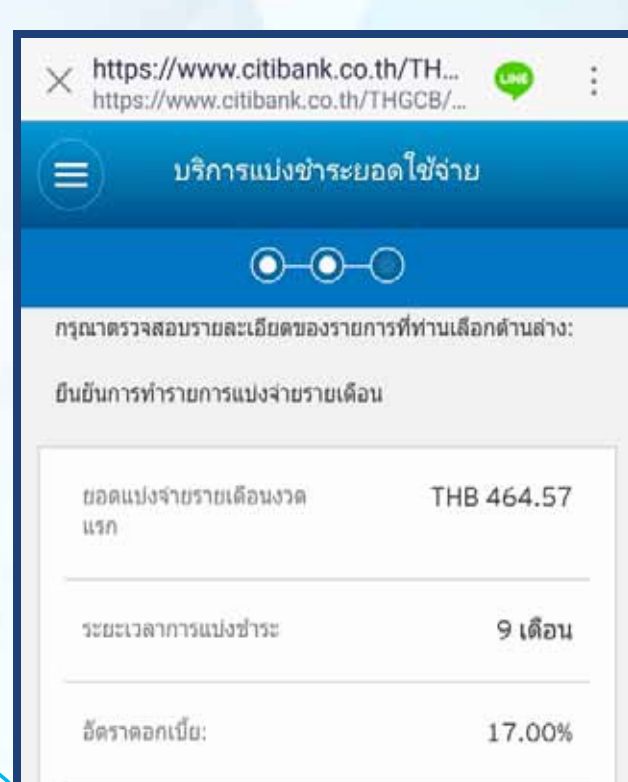 https://www.citibank.co.th/TH...
https://www.citibank.co.th/THGCB/...
LINE
บริการแบ่งชำระยอดใช้จ่าย
กรุณาตรวจสอบรายละเอียดของรายการที่ท่านเลือกด้านล่าง:
ยืนยันการทำรายการแบ่งจ่ายรายเดือน
ยอดแบ่งจ่ายรายเดือนงวด THB 464.57
แรก
ระยะเวลาการแบ่งชำระ 9 เดือน
อัตราดอกเบี้ย: 17.00%